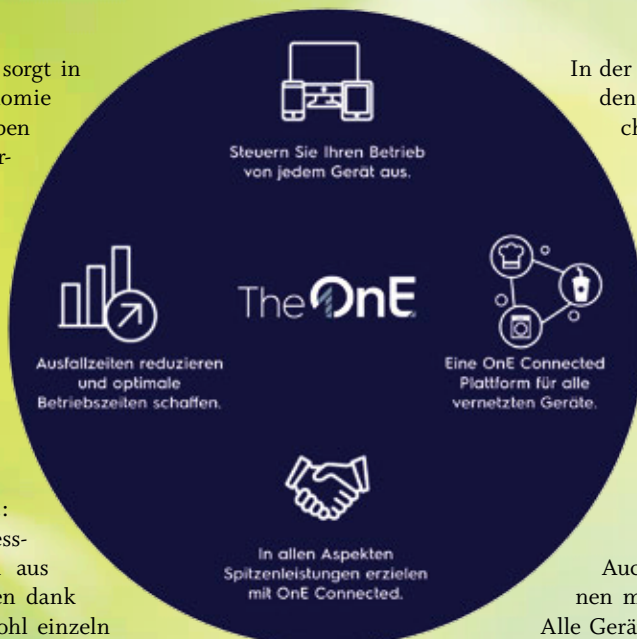 sorgt in
omie
ben
r-
:
ess-
aus
en dank
ohl einzeln
Steuern Sie Ihren Betrieb
von jedem Gerät aus.
The OnE
Ausfallzeiten reduzieren
und optimale
Betriebszeiten schaffen.
Eine OnE Connected
Plattform für alle
vernetzten Geräte.
In allen Aspekten
Spitzenleistungen erzielen
mit OnE Connected.
In der
den
ch
Auc
nen m
Alle Gerä